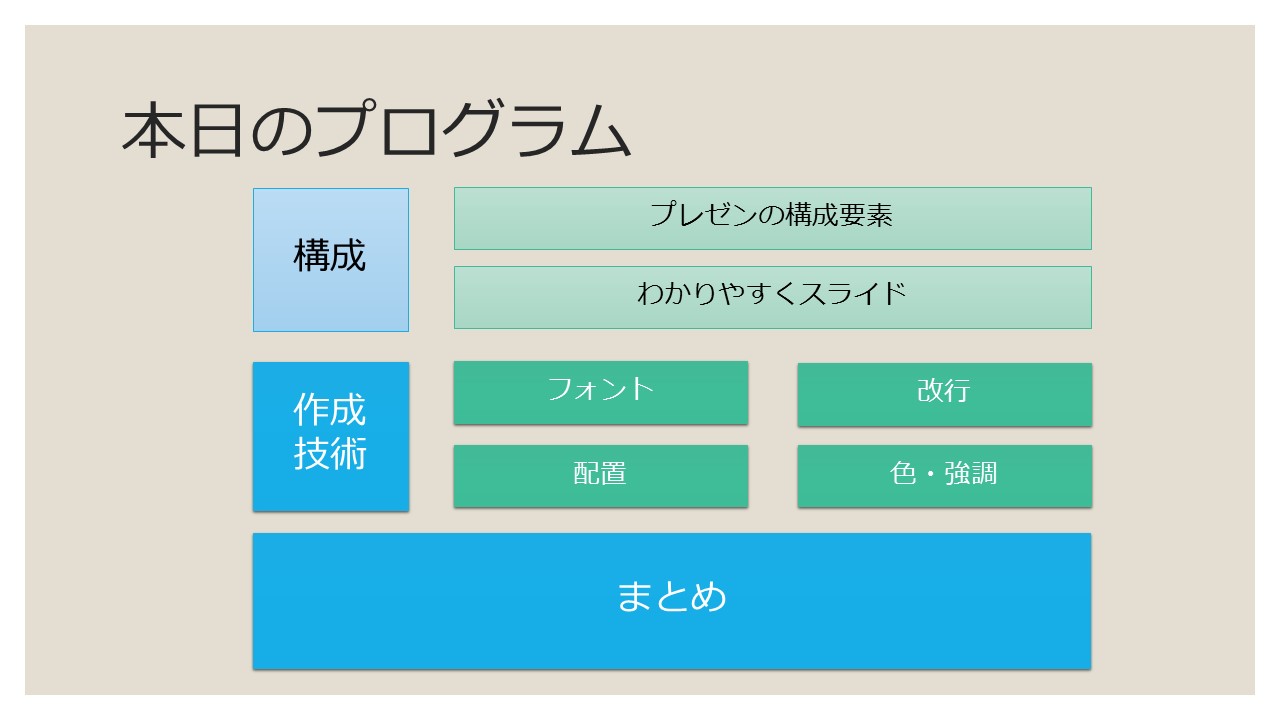 本日のプログラム
構成
プレゼンの構成要素
わかりやすくスライド
作成
技術
フォント
改行
配置
色・強調
まとめ